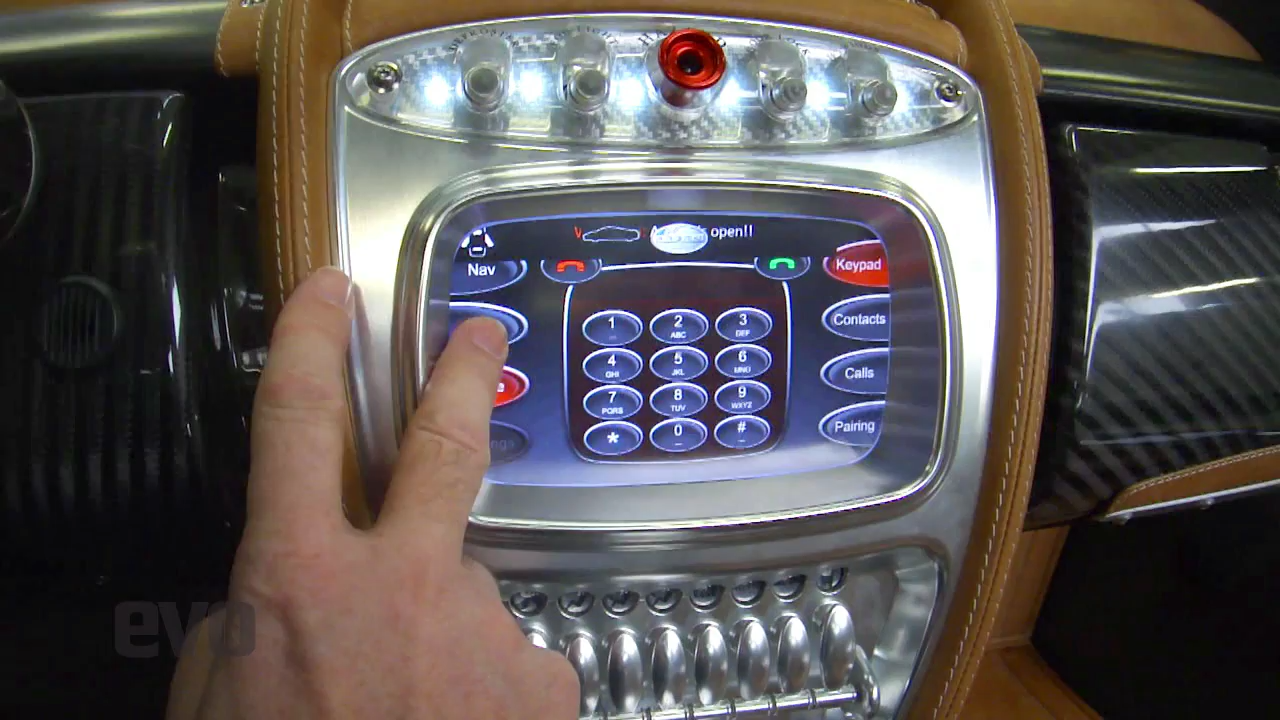 HAZARD
open!!
Nav
Keypad
Contacts
Calls
Pairing
1
2 ABC
3 DEF
4 GHI
5 JKL
6 MNO
7 PQRS
8 TUV
9 WXYZ
*
0
#
evo